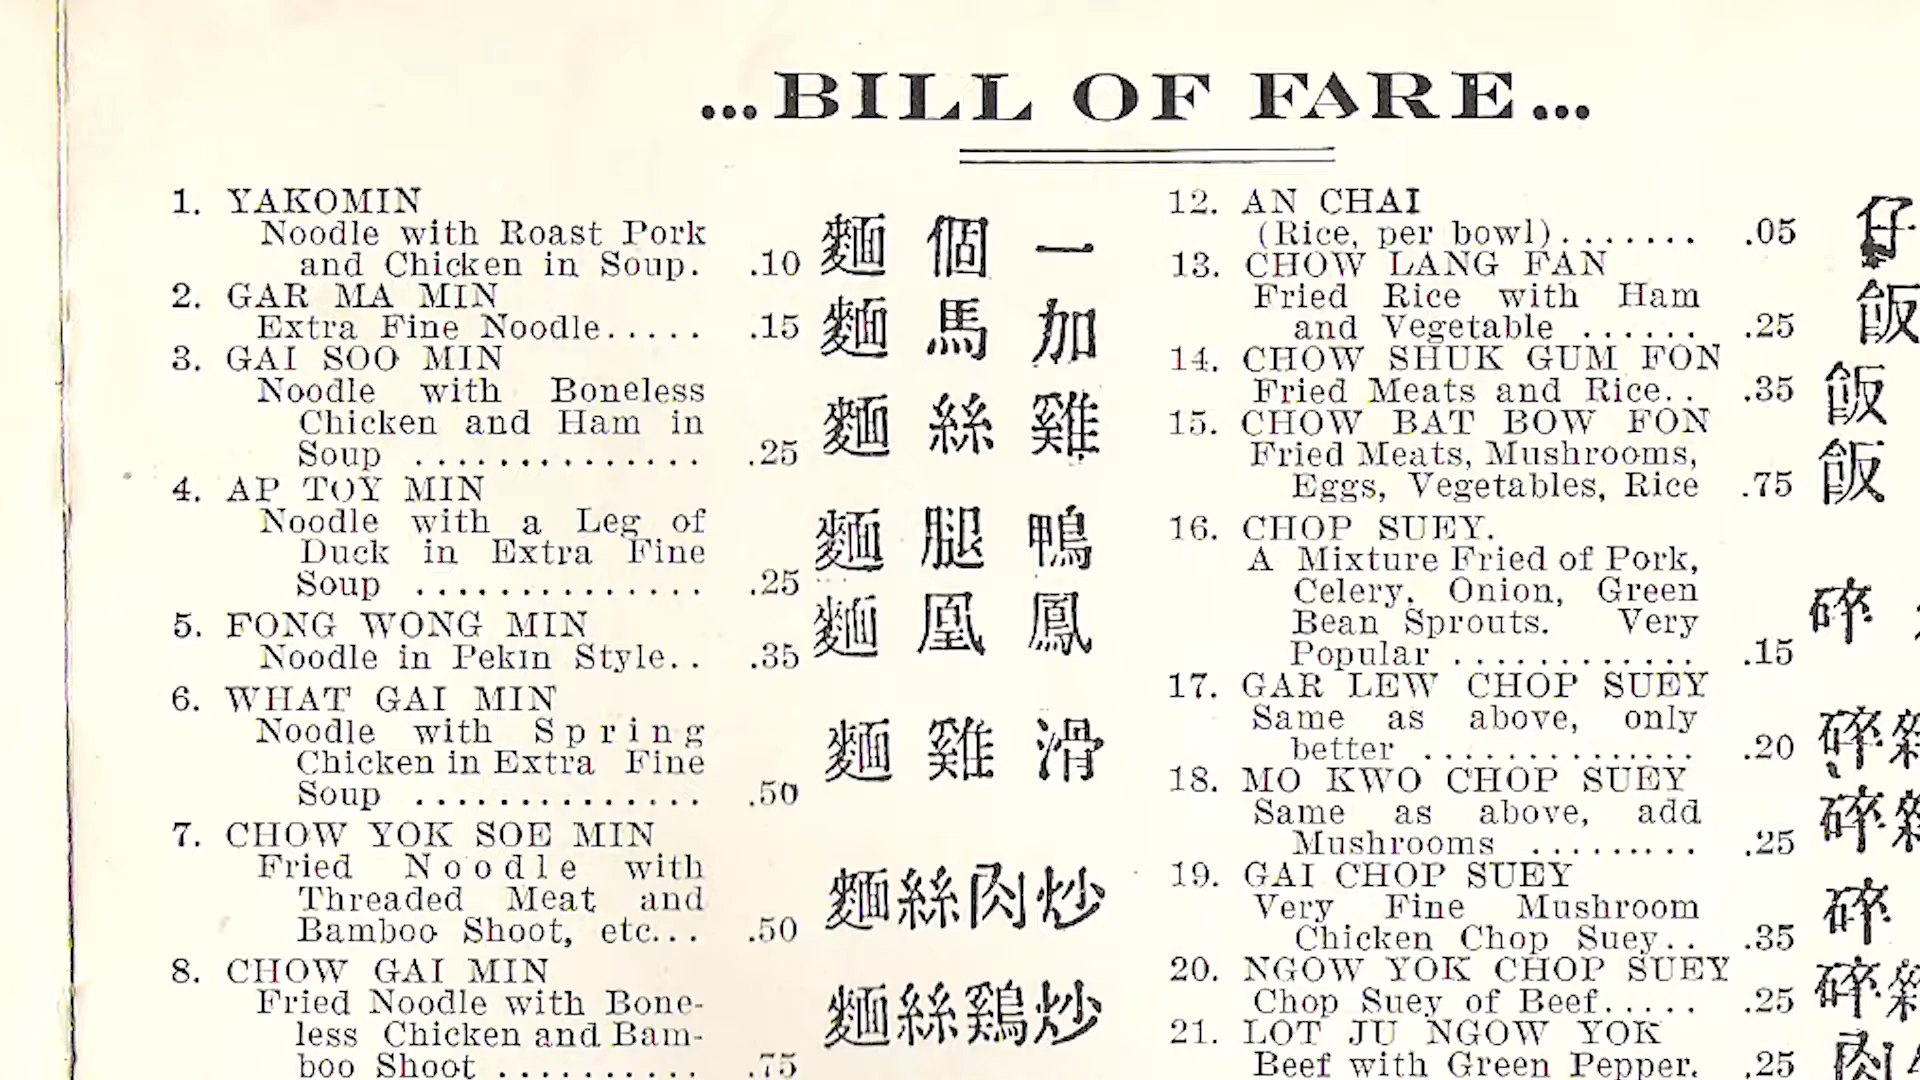 ...BILL OF FARE...
1. YAKOMIN
Noodle with Roast Pork
and Chicken in Soup. .10
麵 個 一
2. GAR MA MIN
Extra Fine Noodle..... .15
麵 馬 加
3. GAI SOO MIN
Noodle with Boneless
Chicken and Ham in
Soup .............. .25
麵 絲 雞
4. AP TOY MIN
Noodle with a Leg of
Duck in Extra Fine
Soup .............. .25
麵 腿 鴨
5. FONG WONG MIN
Noodle in Pekin Style.. .35
麵 凰 鳳
6. WHAT GAI MIN
Noodle with Spring
Chicken in Extra Fine
Soup .............. .50
麵 雞 滑
7. CHOW YOK SOE MIN
Fried Noodle with
Threaded Meat and
Bamboo Shoot, etc... .50
麵絲肉炒
8. CHOW GAI MIN
Fried Noodle with Bone-
less Chicken and Bam-
boo Shoot .......... .75
麵絲鷄炒
12. AN CHAI
(Rice, per bowl)....... .05
仔
13. CHOW LANG FAN
Fried Rice with Ham
and Vegetable ...... .25
飯
14. CHOW SHUK GUM FON
Fried Meats and Rice.. .35
飯
15. CHOW BAT BOW FON
Fried Meats, Mushrooms,
Eggs, Vegetables, Rice .75
飯
16. CHOP SUEY.
A Mixture Fried of Pork,
Celery, Onion, Green
Bean Sprouts. Very
Popular ............ .15
碎
17. GAR LEW CHOP SUEY
Same as above, only
better .............. .20
碎
18. MO KWO CHOP SUEY
Same as above, add
Mushrooms ......... .25
碎
19. GAI CHOP SUEY
Very Fine Mushroom
Chicken Chop Suey.. .35
碎
20. NGOW YOK CHOP SUEY
Chop Suey of Beef..... .25
碎
21. LOT JU NGOW YOK
Beef with Green Pepper. .25
肉